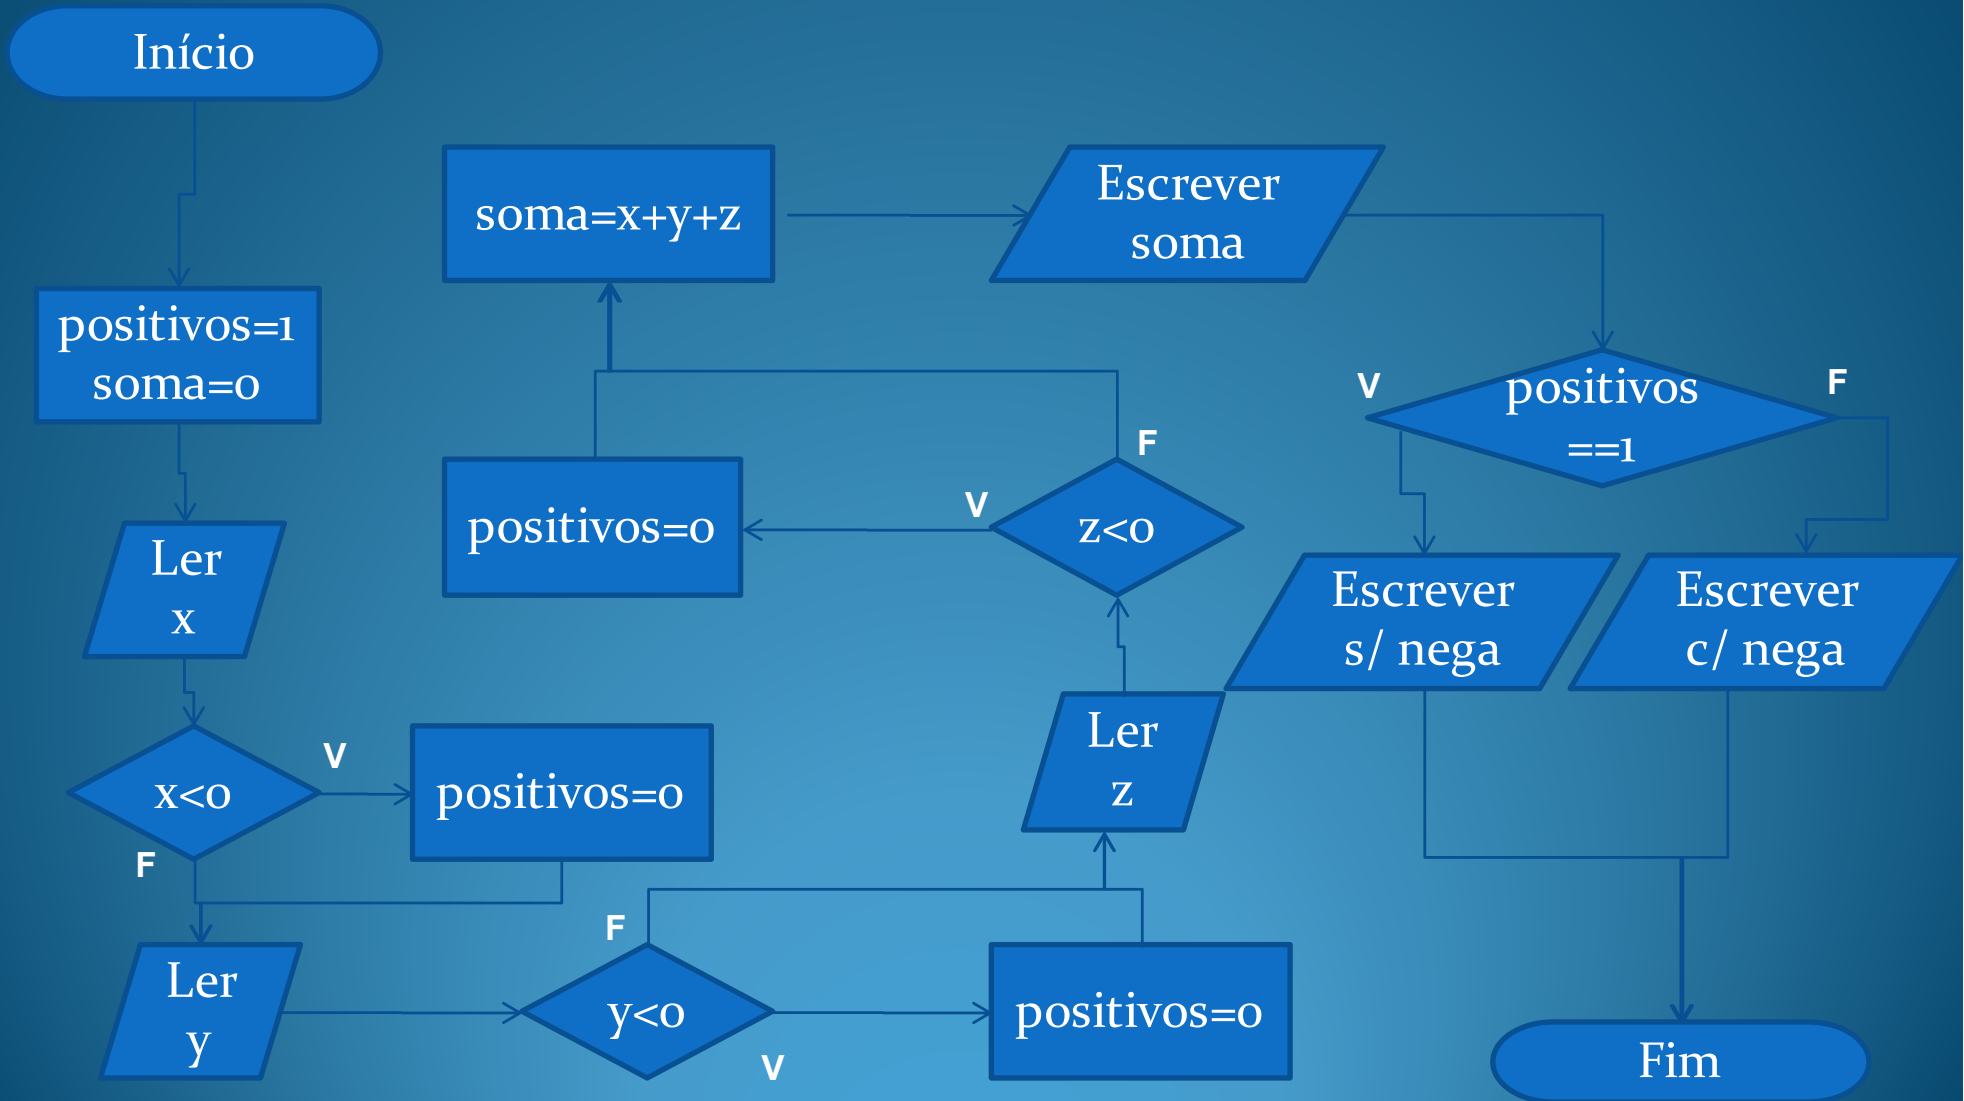 Início
positivos=1
soma=0
Ler
x
x<0
V
F
positivos=0
Ler
y
y<0
F
V
positivos=0
Ler
z
z<0
V
F
positivos=0
soma=x+y+z
Escrever
soma
positivos
==1
V
F
Escrever
s/ nega
Escrever
c/ nega
Fim